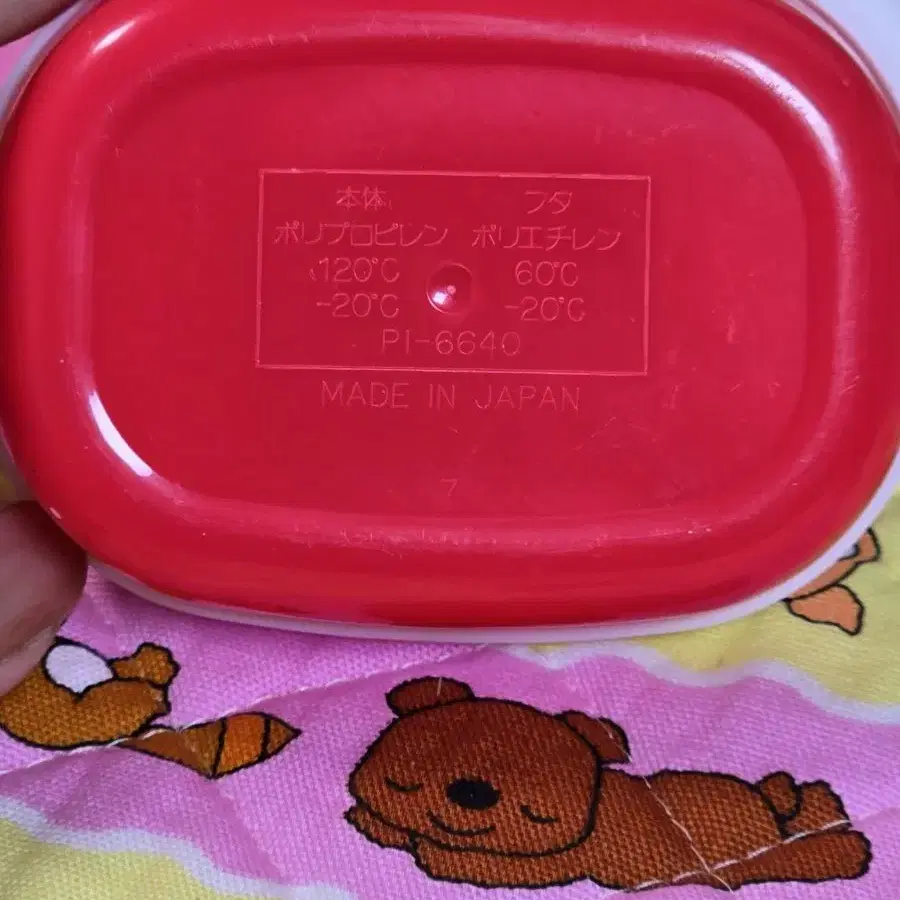 本体 フタ
ポリプロピレン ポリエチレン
120℃ 60℃
-20℃ -20℃
PI-6640
MADE IN JAPAN
7